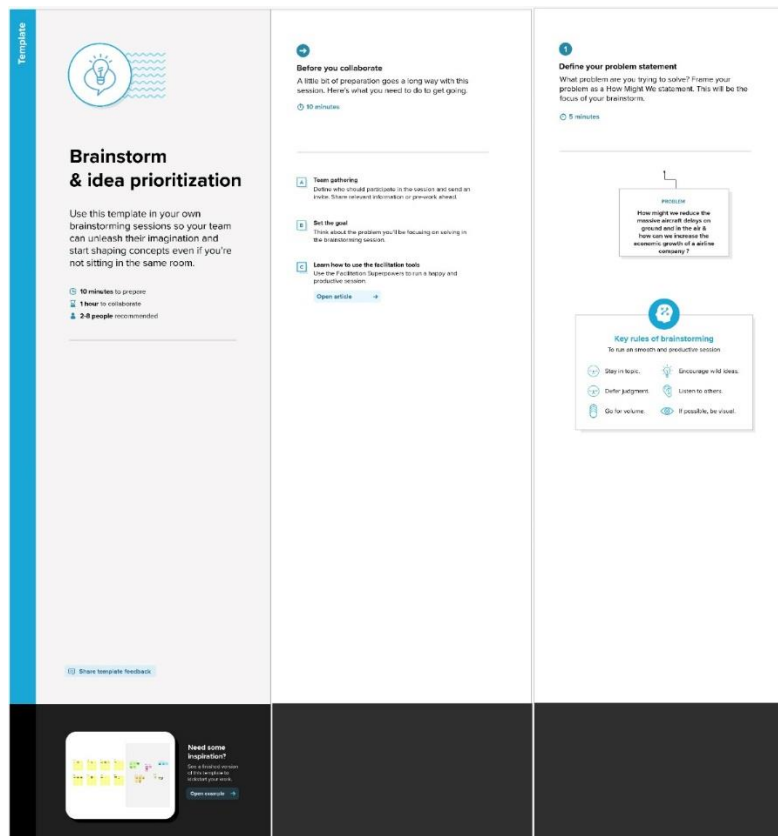 Template
Brainstorm
& idea prioritization
Use this template in your own
brainstorming sessions so your team
can unleash their imagination and
start shaping concepts even if you're
not sitting in the same room.
10 minutes to prepare
1 hour to collaborate
2-8 people recommended
Share template feedback
Need some
inspiration?
See a finished version
of this template to
kickstart your work.
Open example
Before you collaborate
A little bit of preparation goes a long way with this
session. Here's what you need to do to get going.
10 minutes
A
Team gathering
Define who should participate in the session and send an
invite. Share relevant information or pre-work ahead.
B
Set the goal
Think about the problem you'll be focusing on solving in
the brainstorming session.
C
Learn how to use the facilitation tools
Use the Facilitation Superpowers to run a happy and
productive session.
Open article
1
Define your problem statement
What problem are you trying to solve? Frame your
problem as a How Might We statement. This will be the
focus of your brainstorm.
5 minutes
PROBLEM
How might we reduce the
massive aircraft delays on
ground and in the air &
how can we increase the
economic growth of a airline
company ?
Key rules of brainstorming
To run an smooth and productive session
Stay in topic.
Encourage wild ideas.
Defer judgment.
Listen to others.
Go for volume.
If possible, be visual.